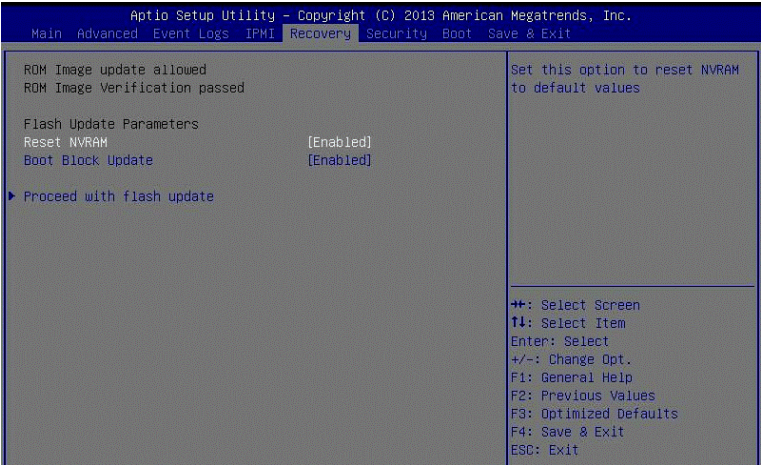 Aptio Setup Utility – Copyright (C) 2013 American Megatrends, Inc.
Main Advanced Event Logs IPMI Recovery Security Boot Save & Exit
ROM Image update allowed
ROM Image Verification passed
Flash Update Parameters
Reset NVRAM [Enabled]
Boot Block Update [Enabled]
▶ Proceed with flash update
Set this option to reset NVRAM
to default values
→←: Select Screen
↑↓: Select Item
Enter: Select
+/-: Change Opt.
F1: General Help
F2: Previous Values
F3: Optimized Defaults
F4: Save & Exit
ESC: Exit